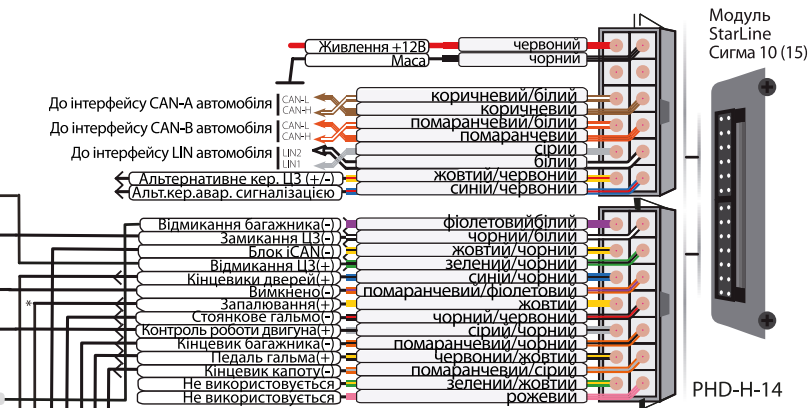 Модуль
StarLine
Сигма 10 (15)
Живлення +12В червоний
Маса чорний
До інтерфейсу CAN-A автомобіля CAN-L коричневий/білий
CAN-H коричневий
До інтерфейсу CAN-B автомобіля CAN-L помаранчевий/білий
CAN-H помаранчевий
До інтерфейсу LIN автомобіля LIN2 сірий
LIN1 білий
Альтернативне кер. ЦЗ (+/-) жовтий/червоний
Альт.кер.авар. сигналізацією синій/червоний
Відмикання багажника(-) фіолетовийбілий
Замикання ЦЗ(-) чорний/білий
Блок iCAN(-) жовтий/чорний
Відмикання ЦЗ(+) зелений/чорний
Кінцевики дверей(+) синій/чорний
Вимкнено(-) помаранчевий/фіолетовий
* Запалювання(+) жовтий
Стоянкове гальмо(-) чорний/червоний
Контроль роботи двигуна(+) сірий/чорний
Кінцевик багажника(-) помаранчевий/чорний
Педаль гальма(+) червоний/жовтий
Кінцевик капоту(-) помаранчевий/сірий
Не використовується зелений/жовтий
Не використовується рожевий
PHD-H-14